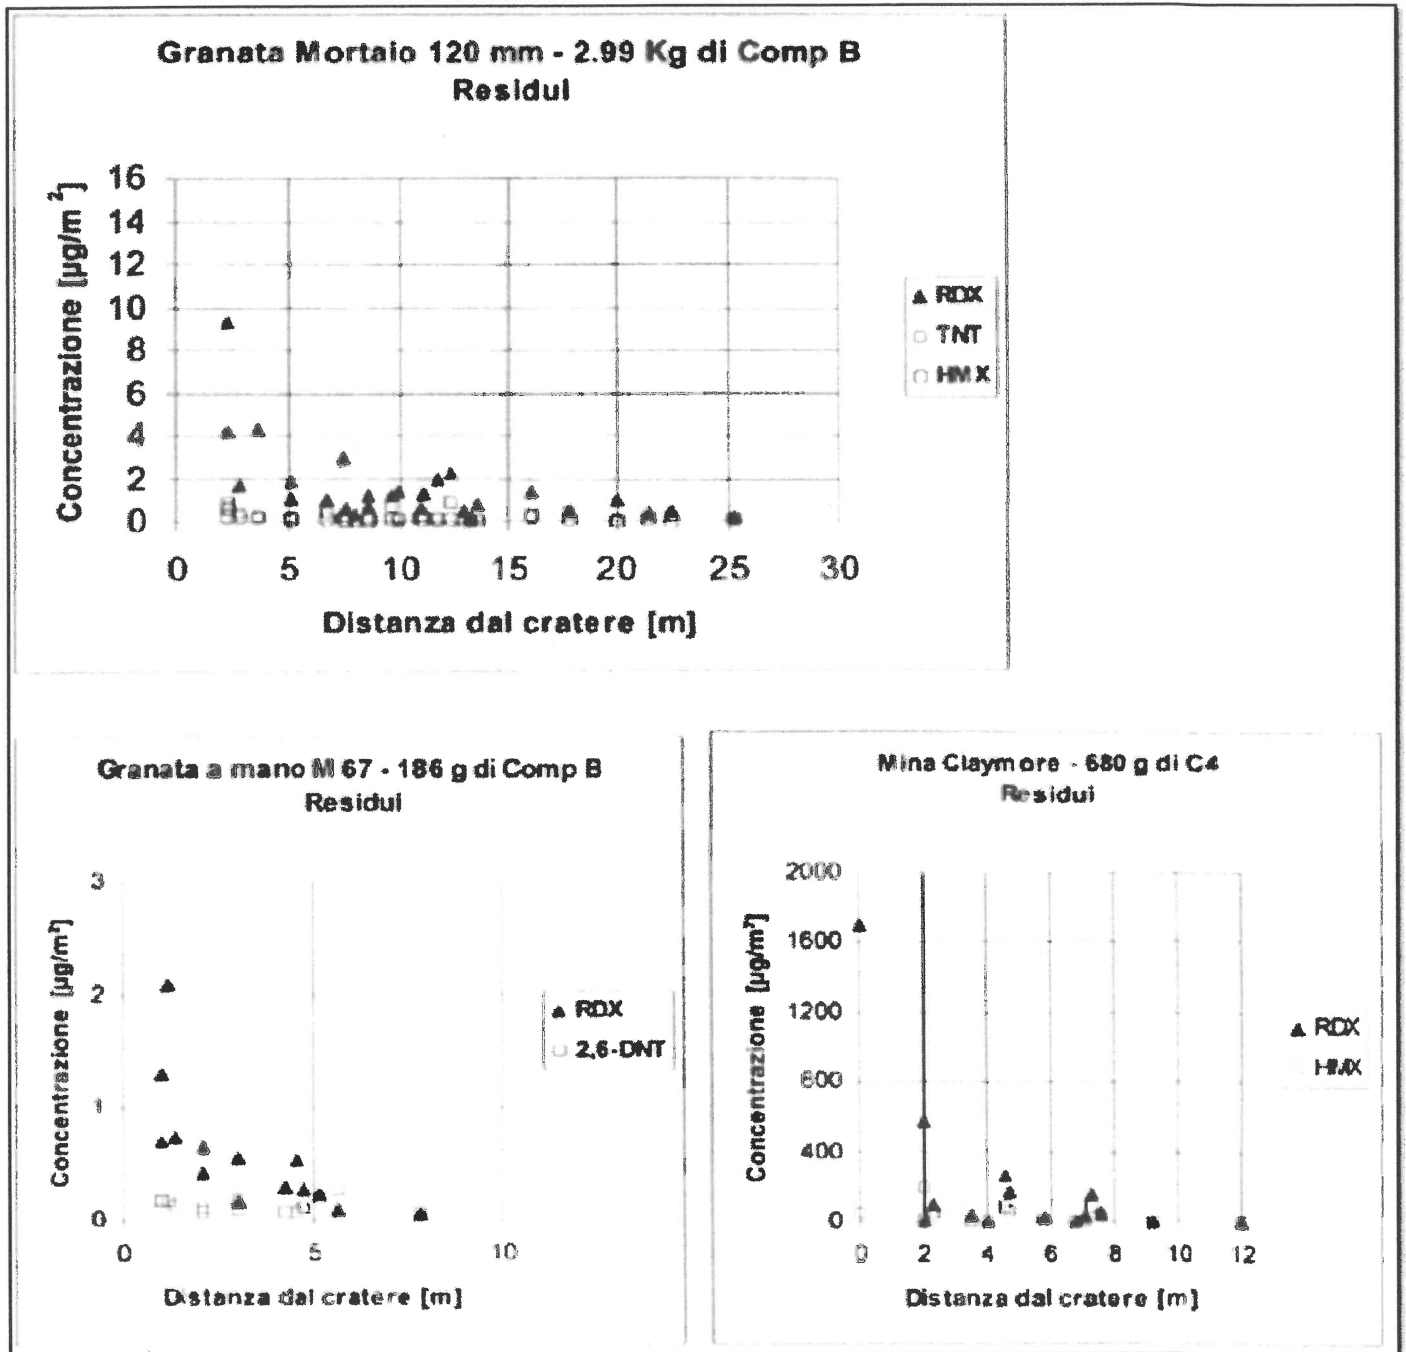 Granata Mortaio 120 mm - 2.99 Kg di Comp B
Residui
Concentrazione [µg/m²]
16
14
12
10
8
6
4
2
0
0 5 10 15 20 25 30
Distanza dal cratere [m]
RDX
TNT
HMX
Granata a mano M 67 - 186 g di Comp B
Residui
Concentrazione [µg/m²]
3
2
1
0
0 5 10
Distanza dal cratere [m]
RDX
2,6-DNT
Mina Claymore - 680 g di C4
Residui
Concentrazione [µg/m²]
2000
1600
1200
800
400
0
0 2 4 6 8 10 12
Distanza dal cratere [m]
RDX
HMX